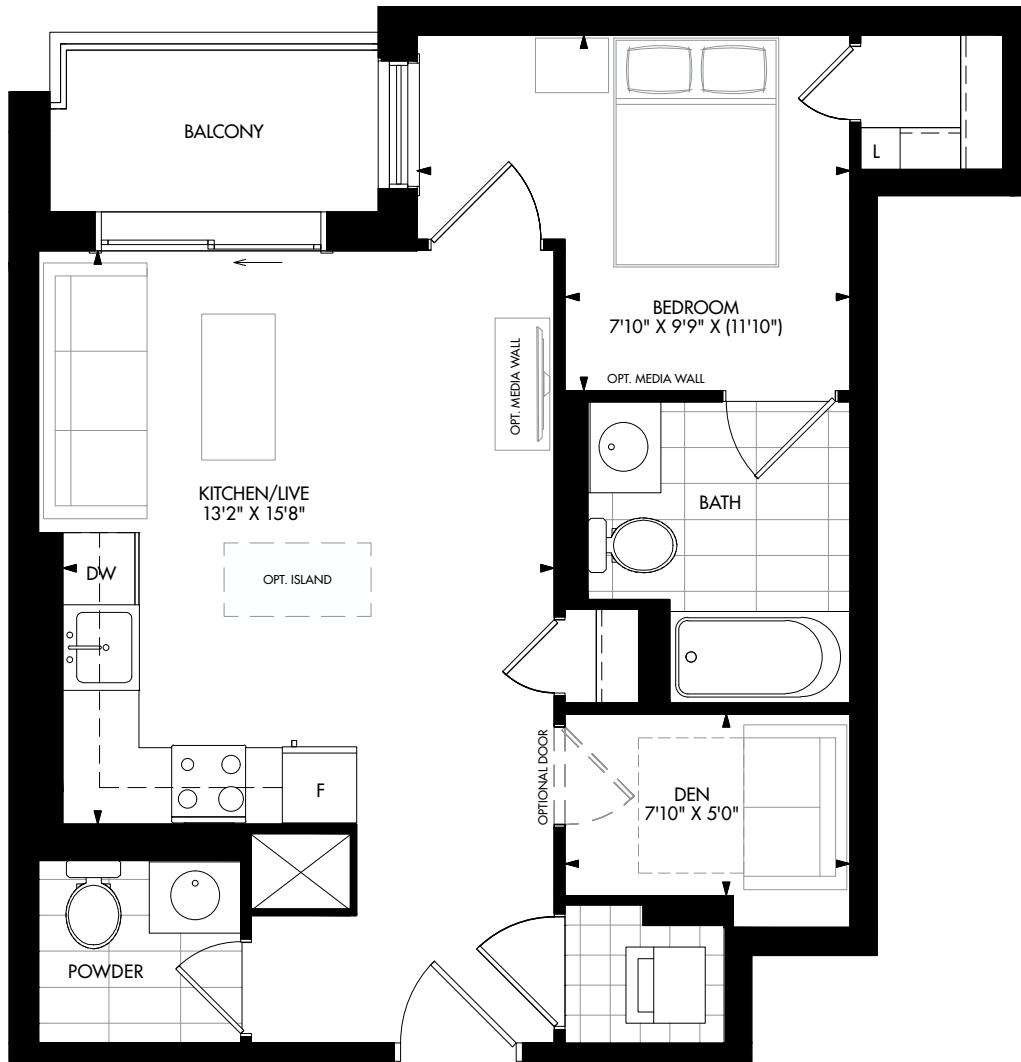 BALCONY
L
BEDROOM
7'10" X 9'9" X (11'10")
OPT. MEDIA WALL
OPT. MEDIA WALL
KITCHEN/LIVE
13'2" X 15'8"
BATH
DW
OPT. ISLAND
OPTIONAL DOOR
DEN
7'10" X 5'0"
F
POWDER